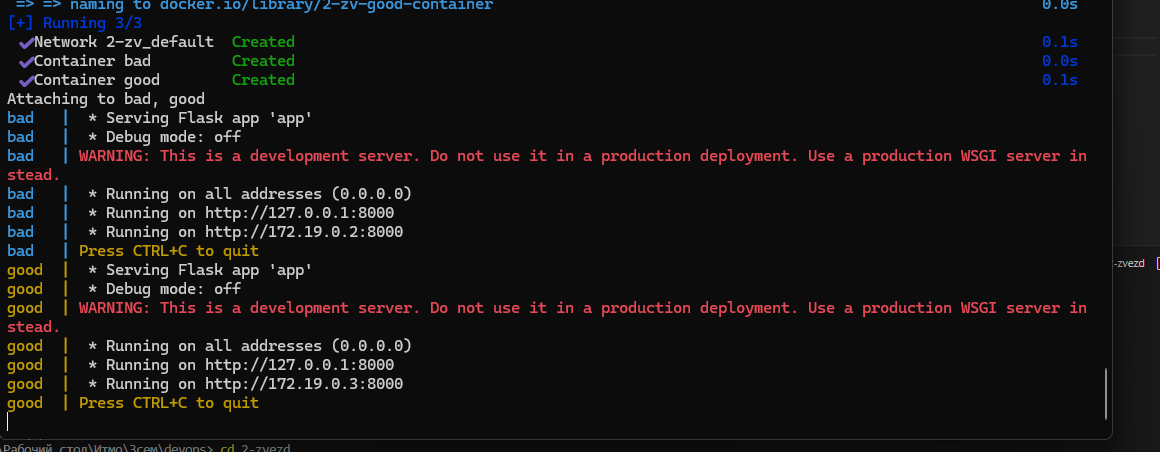 => => naming to docker.io/library/2-zv-good-container 0.0s
[+] Running 3/3
✔Network 2-zv_default Created 0.1s
✔Container bad Created 0.0s
✔Container good Created 0.1s
Attaching to bad, good
bad | * Serving Flask app 'app'
bad | * Debug mode: off
bad | WARNING: This is a development server. Do not use it in a production deployment. Use a production WSGI server in
stead.
bad | * Running on all addresses (0.0.0.0)
bad | * Running on http://127.0.0.1:8000
bad | * Running on http://172.19.0.2:8000
bad | Press CTRL+C to quit
good | * Serving Flask app 'app'
good | * Debug mode: off
good | WARNING: This is a development server. Do not use it in a production deployment. Use a production WSGI server in
stead.
good | * Running on all addresses (0.0.0.0)
good | * Running on http://127.0.0.1:8000
good | * Running on http://172.19.0.3:8000
good | Press CTRL+C to quit
-zvezd
\Рабочий стол\Итмо\3сем\devops> cd 2-zvezd